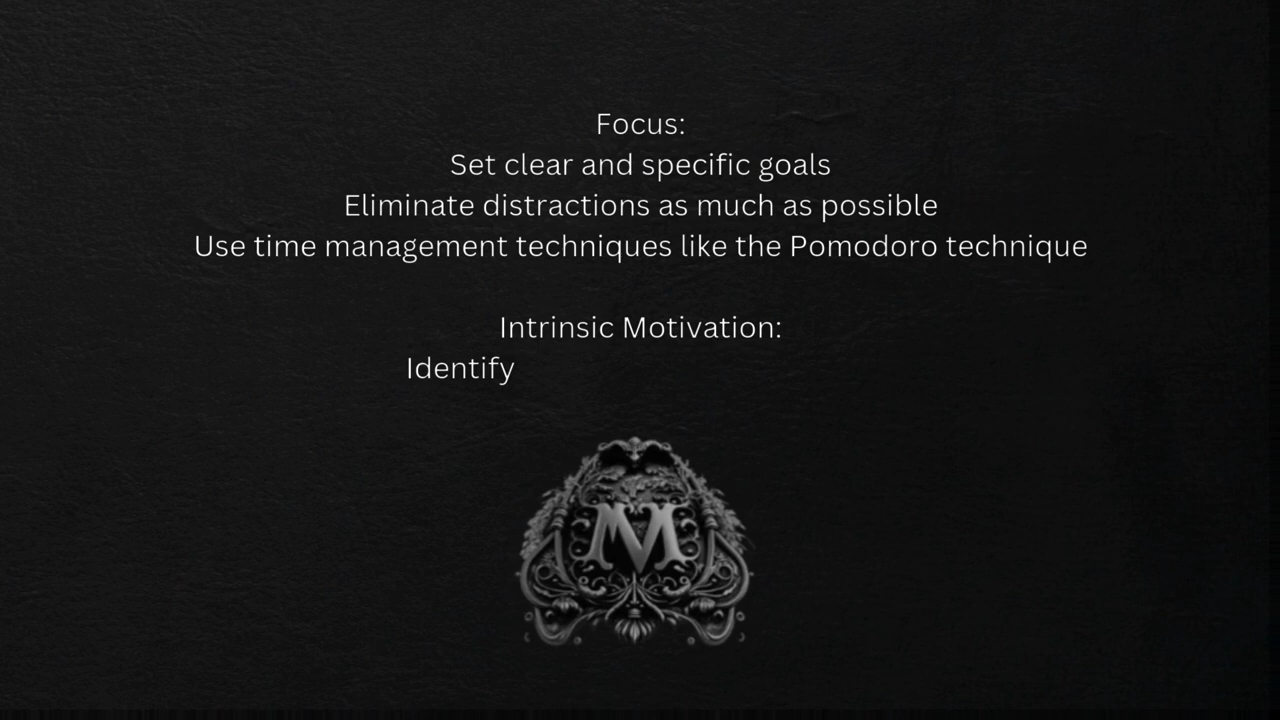 Focus:
Set clear and specific goals
Eliminate distractions as much as possible
Use time management techniques like the Pomodoro technique
Intrinsic Motivation:
Identify
M